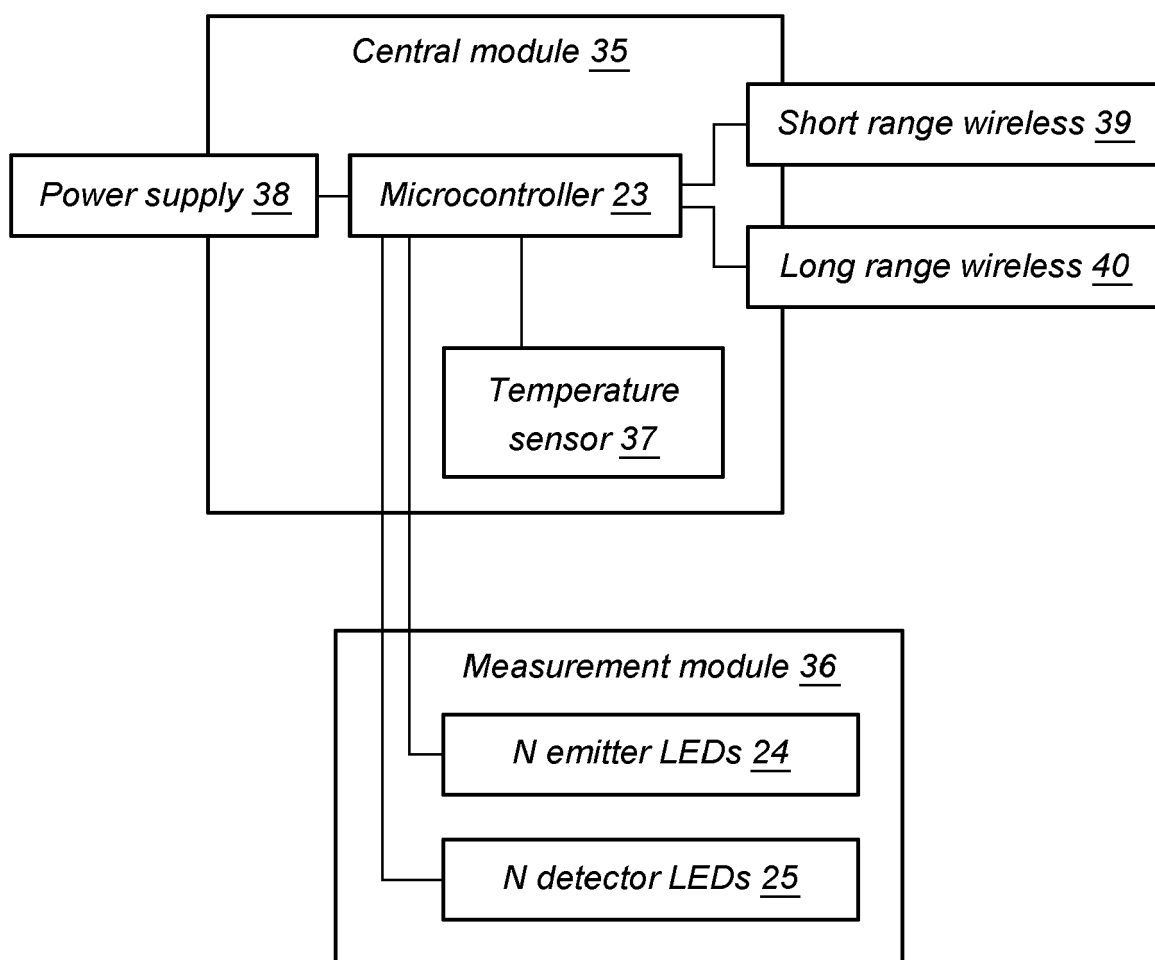 Central module 35
Short range wireless 39
Power supply 38
Microcontroller 23
Long range wireless 40
Temperature
sensor 37
Measurement module 36
N emitter LEDs 24
N detector LEDs 25